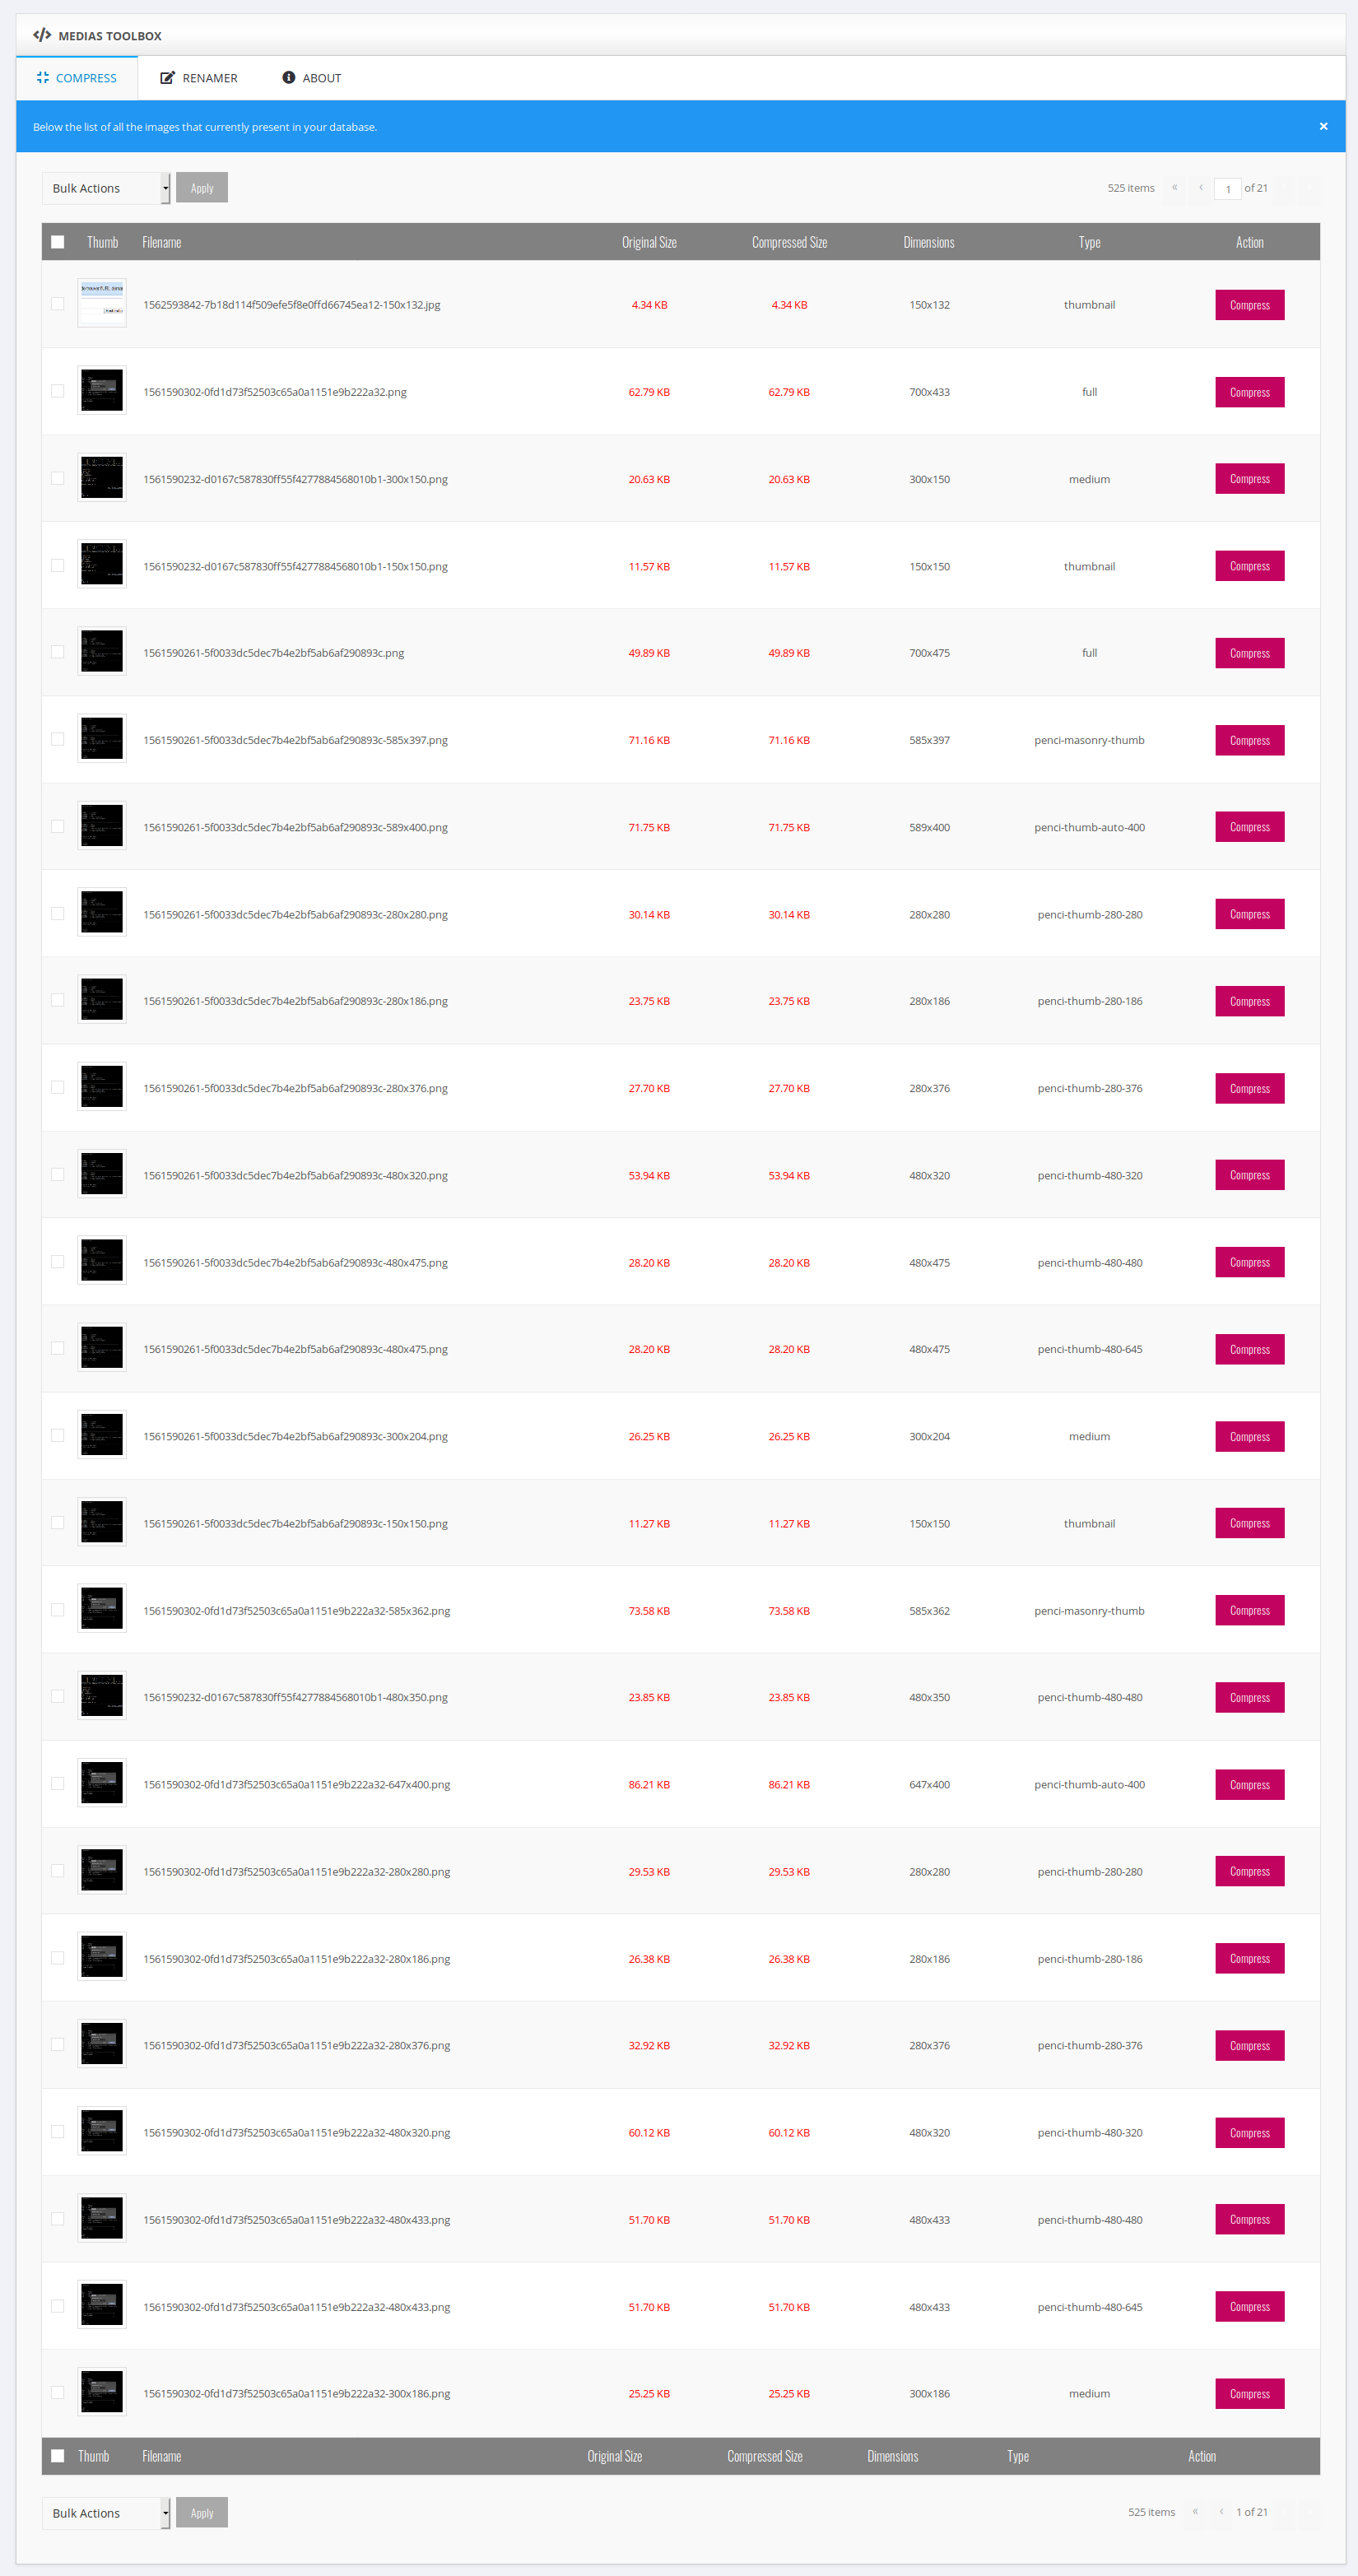 MEDIAS TOOLBOX
COMPRESS RENAMER ABOUT
Below the list of all the images that currently present in your database. ×
Bulk Actions Apply 525 items « ‹ 1 of 21
Thumb Filename Original Size Compressed Size Dimensions Type Action
1562593842-7b18d114f509efe5f8e0ffd66745ea12-150x132.jpg 4.34 KB 4.34 KB 150x132 thumbnail Compress
1561590302-0fd1d73f52503c65a0a1151e9b222a32.png 62.79 KB 62.79 KB 700x433 full Compress
1561590232-d0167c587830ff55f4277884568010b1-300x150.png 20.63 KB 20.63 KB 300x150 medium Compress
1561590232-d0167c587830ff55f4277884568010b1-150x150.png 11.57 KB 11.57 KB 150x150 thumbnail Compress
1561590261-5f0033dc5dec7b4e2bf5ab6af290893c.png 49.89 KB 49.89 KB 700x475 full Compress
1561590261-5f0033dc5dec7b4e2bf5ab6af290893c-585x397.png 71.16 KB 71.16 KB 585x397 penci-masonry-thumb Compress
1561590261-5f0033dc5dec7b4e2bf5ab6af290893c-589x400.png 71.75 KB 71.75 KB 589x400 penci-thumb-auto-400 Compress
1561590261-5f0033dc5dec7b4e2bf5ab6af290893c-280x280.png 30.14 KB 30.14 KB 280x280 penci-thumb-280-280 Compress
1561590261-5f0033dc5dec7b4e2bf5ab6af290893c-280x186.png 23.75 KB 23.75 KB 280x186 penci-thumb-280-186 Compress
1561590261-5f0033dc5dec7b4e2bf5ab6af290893c-280x376.png 27.70 KB 27.70 KB 280x376 penci-thumb-280-376 Compress
1561590261-5f0033dc5dec7b4e2bf5ab6af290893c-480x320.png 53.94 KB 53.94 KB 480x320 penci-thumb-480-320 Compress
1561590261-5f0033dc5dec7b4e2bf5ab6af290893c-480x475.png 28.20 KB 28.20 KB 480x475 penci-thumb-480-480 Compress
1561590261-5f0033dc5dec7b4e2bf5ab6af290893c-480x475.png 28.20 KB 28.20 KB 480x475 penci-thumb-480-645 Compress
1561590261-5f0033dc5dec7b4e2bf5ab6af290893c-300x204.png 26.25 KB 26.25 KB 300x204 medium Compress
1561590261-5f0033dc5dec7b4e2bf5ab6af290893c-150x150.png 11.27 KB 11.27 KB 150x150 thumbnail Compress
1561590302-0fd1d73f52503c65a0a1151e9b222a32-585x362.png 73.58 KB 73.58 KB 585x362 penci-masonry-thumb Compress
1561590232-d0167c587830ff55f4277884568010b1-480x350.png 23.85 KB 23.85 KB 480x350 penci-thumb-480-480 Compress
1561590302-0fd1d73f52503c65a0a1151e9b222a32-647x400.png 86.21 KB 86.21 KB 647x400 penci-thumb-auto-400 Compress
1561590302-0fd1d73f52503c65a0a1151e9b222a32-280x280.png 29.53 KB 29.53 KB 280x280 penci-thumb-280-280 Compress
1561590302-0fd1d73f52503c65a0a1151e9b222a32-280x186.png 26.38 KB 26.38 KB 280x186 penci-thumb-280-186 Compress
1561590302-0fd1d73f52503c65a0a1151e9b222a32-280x376.png 32.92 KB 32.92 KB 280x376 penci-thumb-280-376 Compress
1561590302-0fd1d73f52503c65a0a1151e9b222a32-480x320.png 60.12 KB 60.12 KB 480x320 penci-thumb-480-320 Compress
1561590302-0fd1d73f52503c65a0a1151e9b222a32-480x433.png 51.70 KB 51.70 KB 480x433 penci-thumb-480-480 Compress
1561590302-0fd1d73f52503c65a0a1151e9b222a32-480x433.png 51.70 KB 51.70 KB 480x433 penci-thumb-480-645 Compress
1561590302-0fd1d73f52503c65a0a1151e9b222a32-300x186.png 25.25 KB 25.25 KB 300x186 medium Compress
Thumb Filename Original Size Compressed Size Dimensions Type Action
Bulk Actions Apply 525 items « ‹ 1 of 21